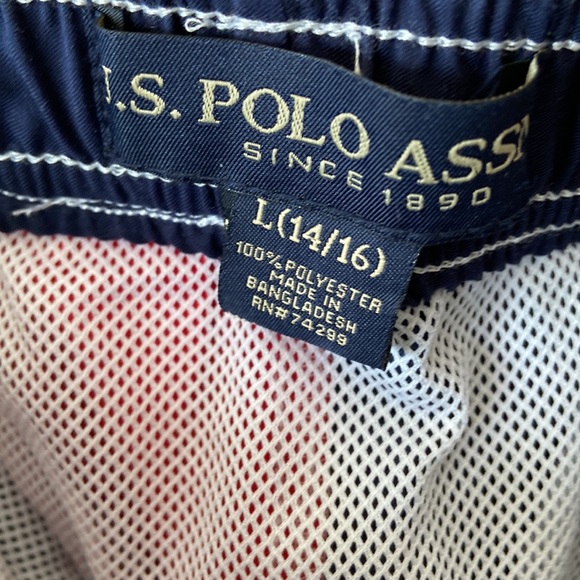 .S. POLO ASS
SINCE 1890
L(14/16)
100% POLYESTER
MADE IN
BANGLADESH
RN# 74299